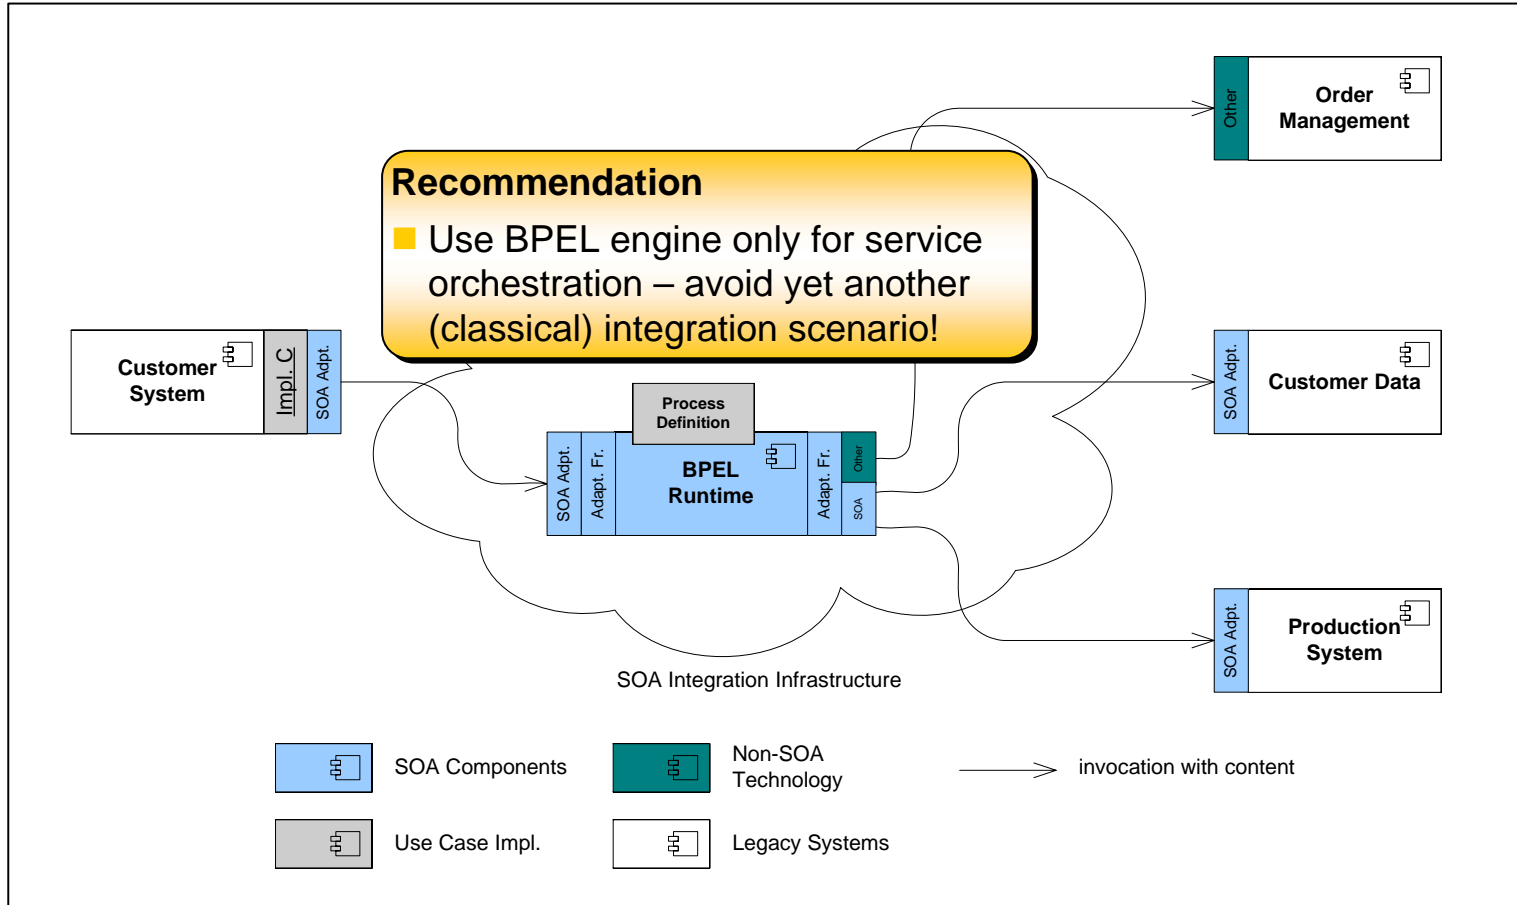 Order
Management
Other
Recommendation
Use BPEL engine only for service
orchestration – avoid yet another
(classical) integration scenario!
Customer
System
Impl. C
SOA Adpt.
SOA Adpt.
Customer Data
Process
Definition
SOA Adpt.
Adapt. Fr.
BPEL
Runtime
Adapt. Fr.
Other
SOA
SOA Adpt.
Production
System
SOA Integration Infrastructure
SOA Components
Non-SOA
Technology
invocation with content
Use Case Impl.
Legacy Systems